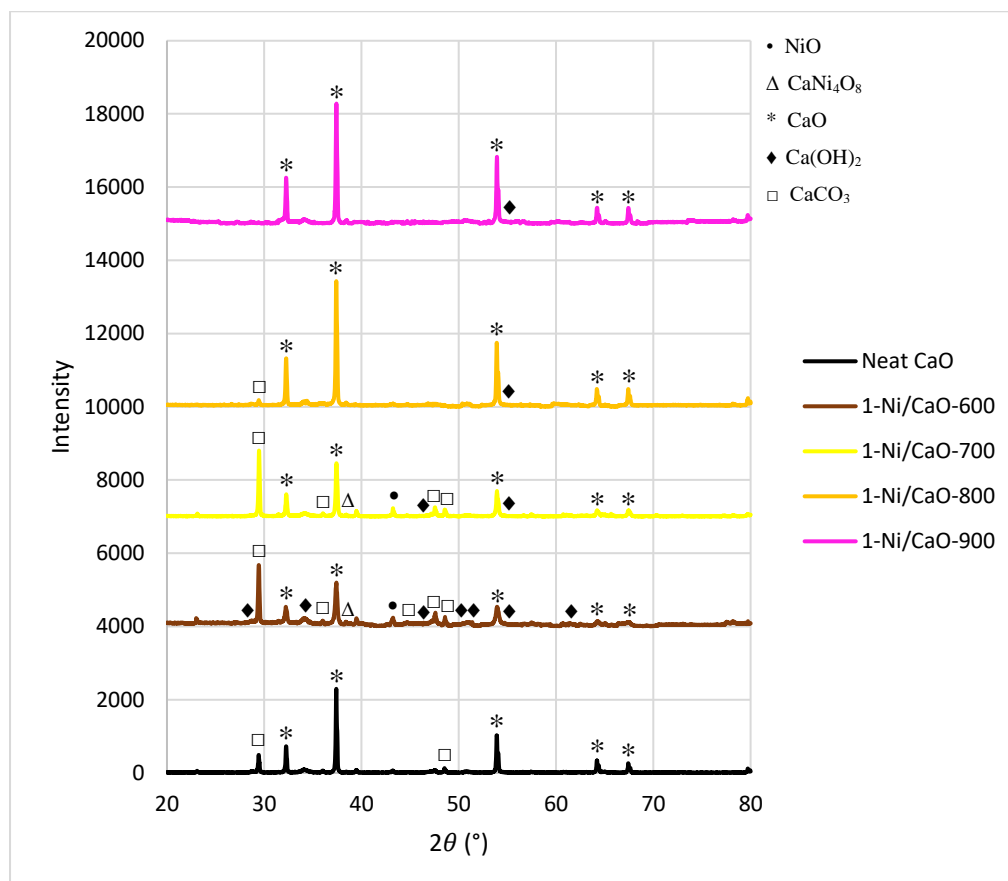 20000
18000
16000
14000
12000
10000
8000
6000
4000
2000
0
20
30
40
50
60
70
80
Intensity
2θ (°)
• NiO
Δ CaNi₄O₈
* CaO
♦ Ca(OH)₂
□ CaCO₃
Neat CaO
1-Ni/CaO-600
1-Ni/CaO-700
1-Ni/CaO-800
1-Ni/CaO-900